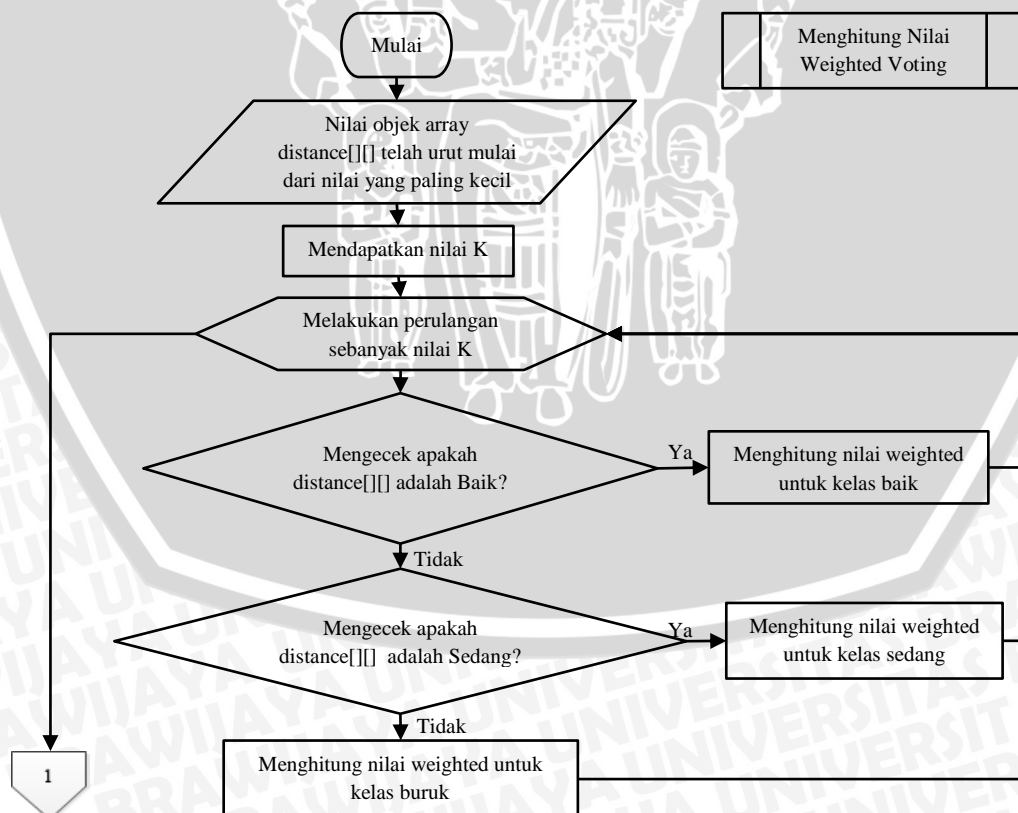 Mulai
Menghitung Nilai
Weighted Voting
Nilai objek array
distance[][] telah urut mulai
dari nilai yang paling kecil
Mendapatkan nilai K
Melakukan perulangan
sebanyak nilai K
Mengecek apakah
distance[][] adalah Baik?
Ya
Menghitung nilai weighted
untuk kelas baik
Tidak
Mengecek apakah
distance[][] adalah Sedang?
Ya
Menghitung nilai weighted
untuk kelas sedang
Tidak
1
Menghitung nilai weighted untuk
kelas buruk